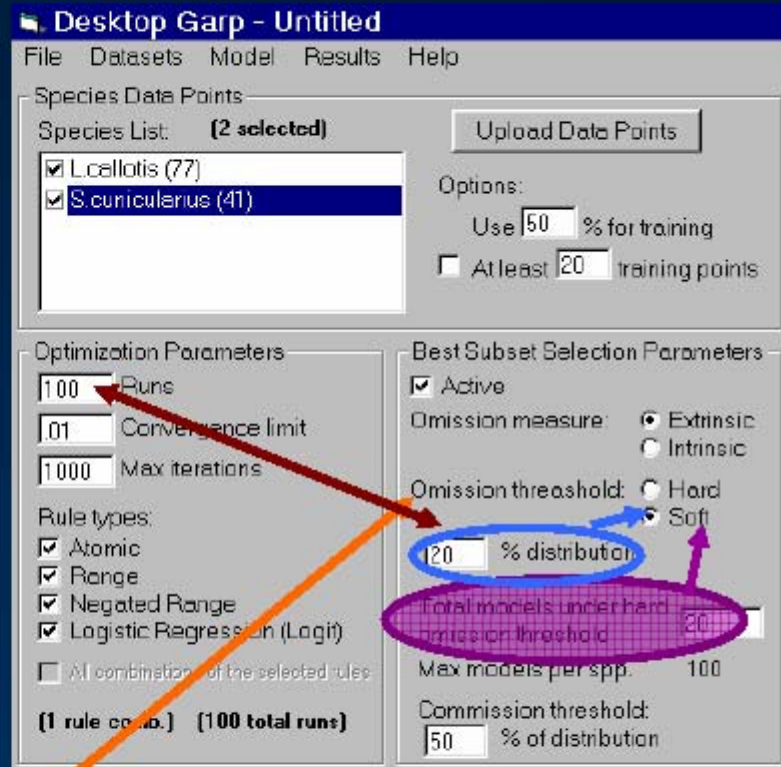 Desktop Garp - Untitled
File Datasets Model Results Help
Species Data Points
Species List: (2 selected)
Upload Data Points
L.callotis (77)
S.cunicularius (41)
Options:
Use 50 % for training
At least 20 training points
Optimization Parameters
100 Runs
.01 Convergence limit
1000 Max iterations
Rule types:
Atomic
Range
Negated Range
Logistic Regression (Logit)
All combinations of the selected rules
(1 rule comb.) (100 total runs)
Best Subset Selection Parameters
Active
Omission measure: Extrinsic
Intrinsic
Omission threashold: Hard
Soft
20 % distribution
Total models under hard
omission threshold 20
Max models per spp. 100
Commission threshold:
50 % of distribution